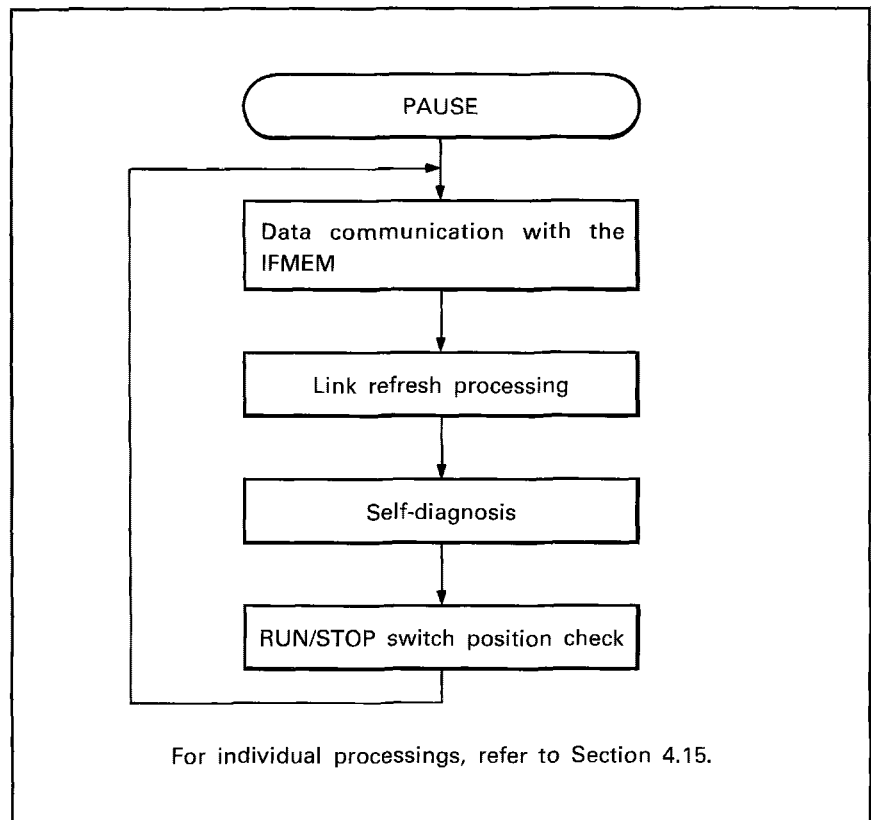 PAUSE
Data communication with the
IFMEM
Link refresh processing
Self-diagnosis
RUN/STOP switch position check
For individual processings, refer to Section 4.15.